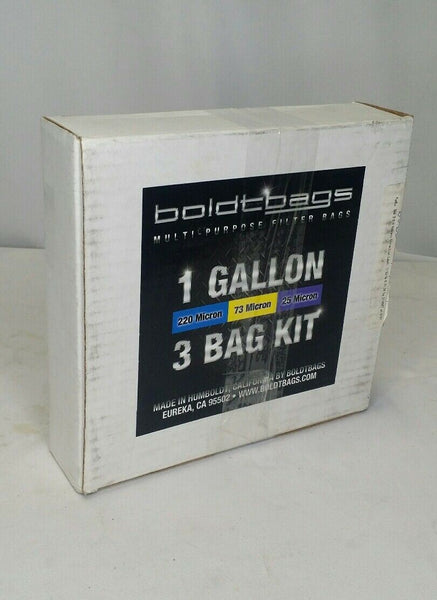 boldtbags
MULTI-PURPOSE FILTER BAGS
1 GALLON
220 Micron 73 Micron 25 Micron
3 BAG KIT
MADE IN HUMBOLDT, CALIFORNIA BY BOLDTBAGS
EUREKA, CA 95502 • WWW.BOLDTBAGS.COM